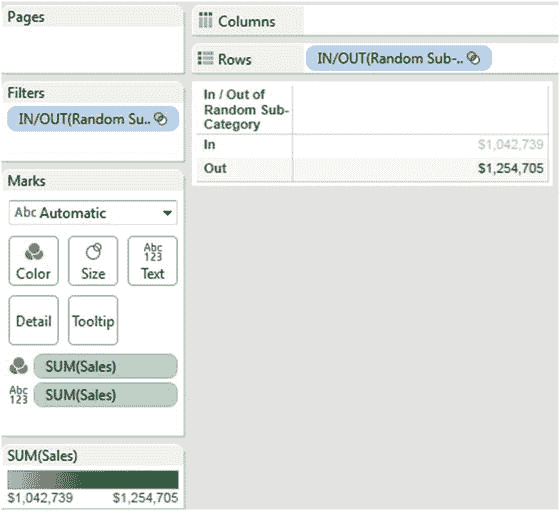 Pages
Columns
Rows
IN/OUT(Random Sub-..
Filters
IN/OUT(Random Su..
In / Out of
Random Sub-
Category
In $1,042,739
Out $1,254,705
Marks
Abc Automatic
Color
Size
Abc
123
Text
Detail
Tooltip
SUM(Sales)
Abc
123
SUM(Sales)
SUM(Sales)
$1,042,739 $1,254,705